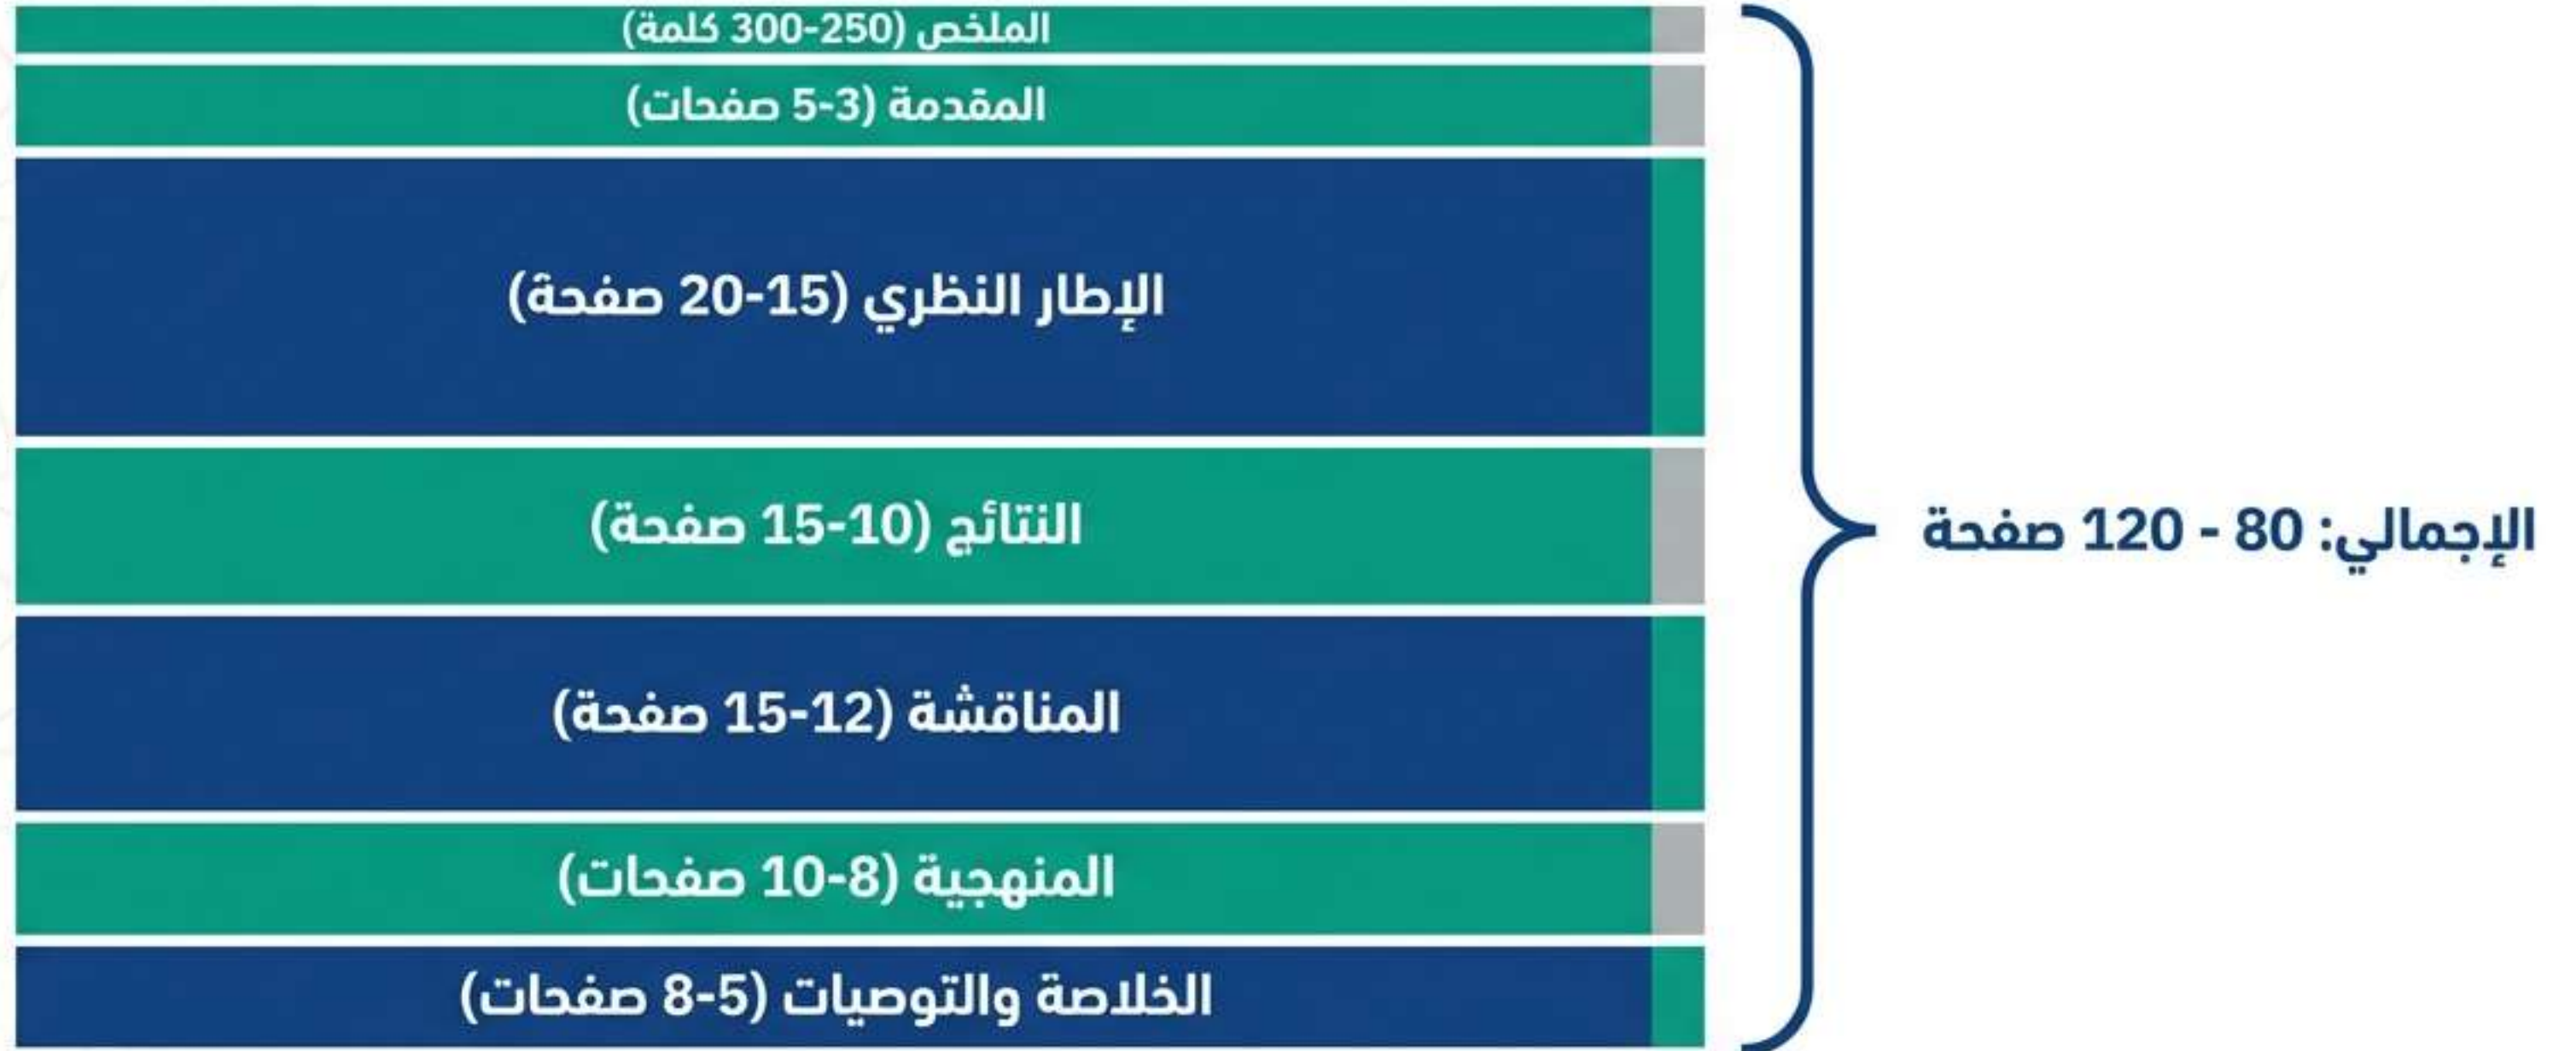 الملخص (250-300 كلمة)
المقدمة (3-5 صفحات)
الإطار النظري (15-20 صفحة)
النتائج (10-15 صفحة)
المناقشة (12-15 صفحة)
المنهجية (8-10 صفحات)
الخلاصة والتوصيات (5-8 صفحات)
الإجمالي: 80 - 120 صفحة